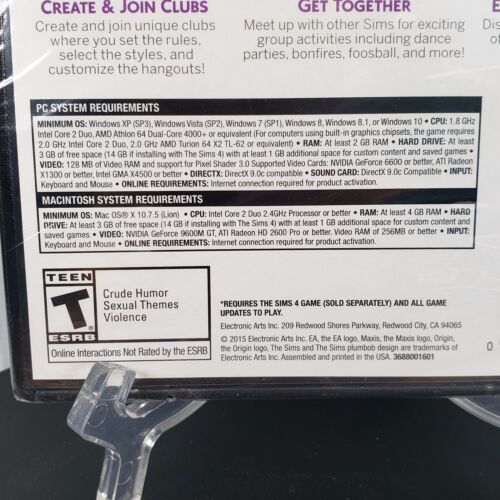 CREATE & JOIN CLUBS
Create and join unique clubs
where you set the rules,
select the styles, and
customize the hangouts!
GET TOGETHER
Meet up with other Sims for exciting
group activities including dance
parties, bonfires, foosball, and more!
PC SYSTEM REQUIREMENTS
MINIMUM OS: Windows XP (SP3), Windows Vista (SP2), Windows 7 (SP1), Windows 8, Windows 8.1, or Windows 10 • CPU: 1.8 GHz
Intel Core 2 Duo, AMD Athlon 64 Dual-Core 4000+ or equivalent (For computers using built-in graphics chipsets, the game requires
2.0 GHz Intel Core 2 Duo, 2.0 GHz AMD Turion 64 X2 TL-62 or equivalent) • RAM: At least 2 GB RAM • HARD DRIVE: At least
3 GB of free space (14 GB if installing with The Sims 4) with at least 1 GB additional space for custom content and saved games •
VIDEO: 128 MB of Video RAM and support for Pixel Shader 3.0 Supported Video Cards: NVIDIA GeForce 6600 or better, ATI Radeon
X1300 or better, Intel GMA X4500 or better • DIRECTX: DirectX 9.0c compatible • SOUND CARD: DirectX 9.0c Compatible • INPUT:
Keyboard and Mouse • ONLINE REQUIREMENTS: Internet connection required for product activation.
MACINTOSH SYSTEM REQUIREMENTS
MINIMUM OS: Mac OS® X 10.7.5 (Lion) • CPU: Intel Core 2 Duo 2.4GHz Processor or better • RAM: At least 4 GB RAM • HARD
DRIVE: At least 3 GB of free space (14 GB if installing with The Sims 4) with at least 1 GB additional space for custom content and
saved games • VIDEO: NVIDIA GeForce 9600M GT, ATI Radeon HD 2600 Pro or better. Video RAM of 256MB or better • INPUT:
Keyboard and Mouse • ONLINE REQUIREMENTS: Internet connection required for product activation.
TEEN
T
ESRB
Crude Humor
Sexual Themes
Violence
Online Interactions Not Rated by the ESRB
*REQUIRES THE SIMS 4 GAME (SOLD SEPARATELY) AND ALL GAME
UPDATES TO PLAY.
Electronic Arts Inc. 209 Redwood Shores Parkway, Redwood City, CA 94065
© 2015 Electronic Arts Inc. EA, the EA logo, Maxis, the Maxis logo, Origin,
the Origin logo, The Sims and The Sims plumbob design are trademarks of
Electronic Arts Inc. Assembled and printed in the USA. 3688001601
0